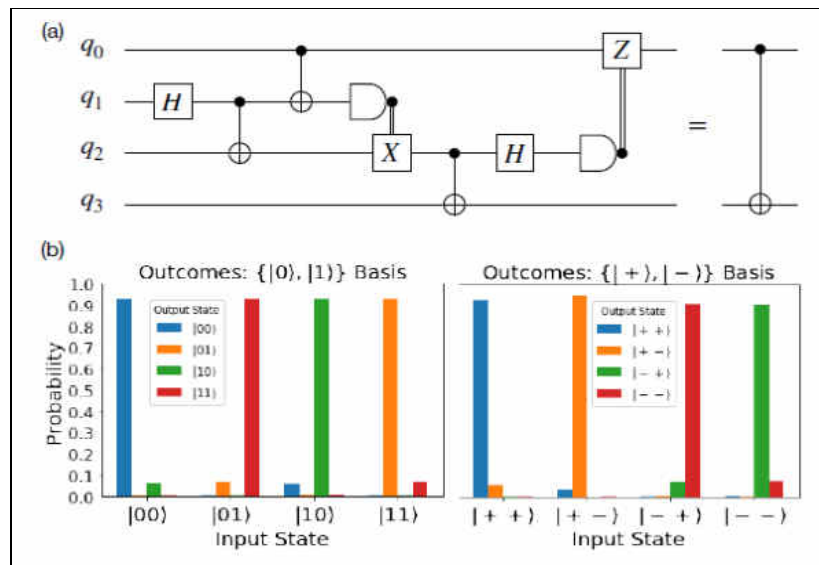 (a)
q0
Z
q1
H
q2
X
H
=
q3
(b)
Outcomes: {|0⟩, |1⟩} Basis
Outcomes: {|+⟩, |−⟩} Basis
Probability
1.0
0.9
0.8
0.7
0.6
0.5
0.4
0.3
0.2
0.1
0.0
Output State
|00⟩
|01⟩
|10⟩
|11⟩
Output State
|+ +⟩
|+ −⟩
|− +⟩
|− −⟩
|00⟩ |01⟩ |10⟩ |11⟩
Input State
|+ +⟩ |+ −⟩ |− +⟩ |− −⟩
Input State